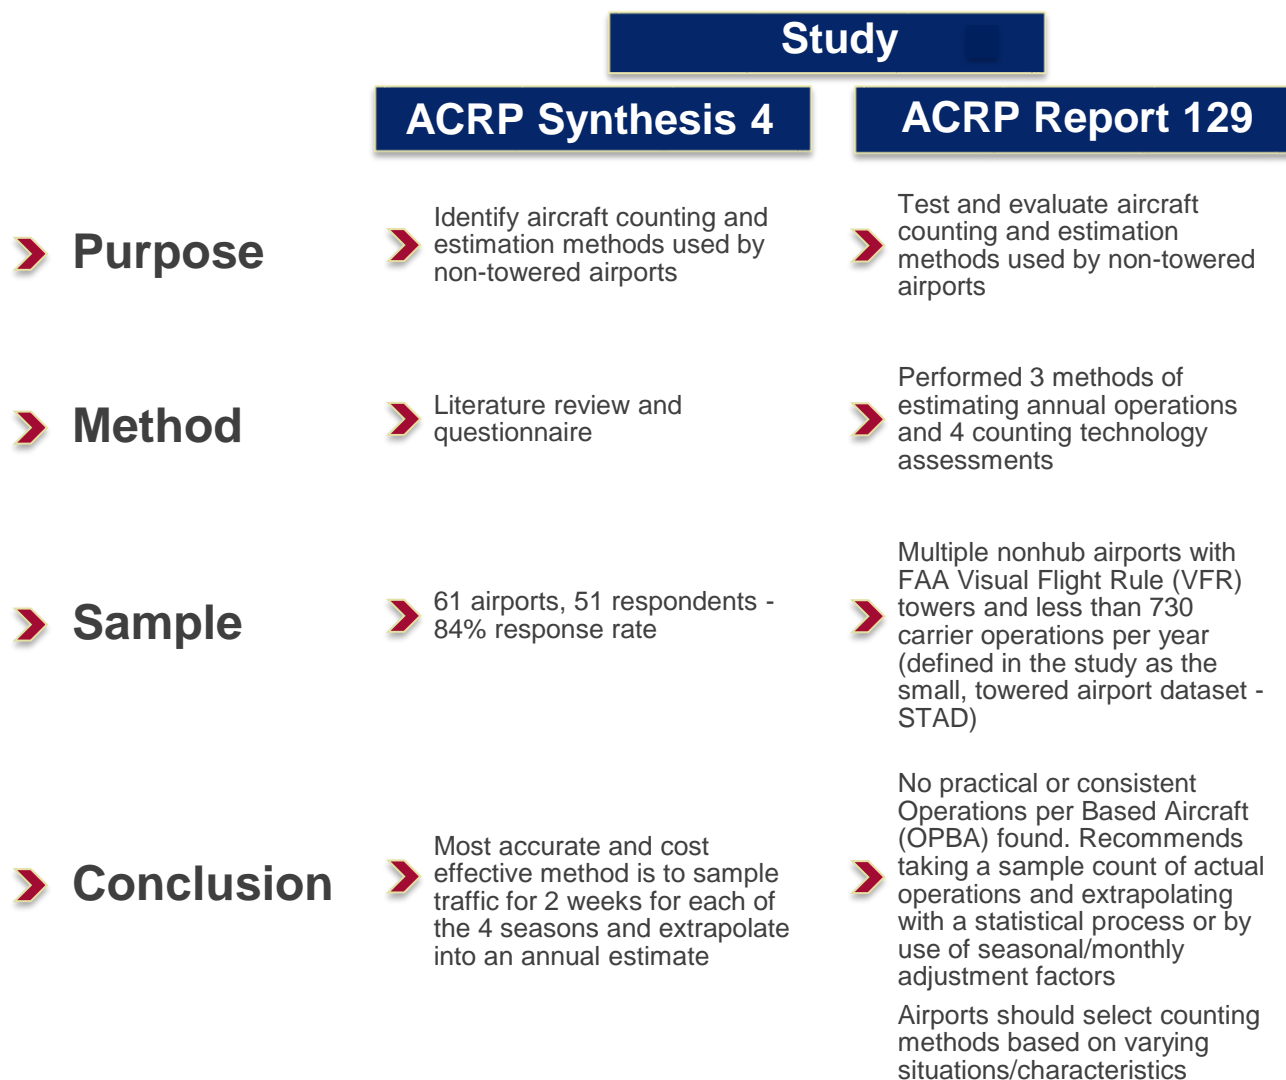 Study
ACRP Synthesis 4
ACRP Report 129
Purpose
Identify aircraft counting and
estimation methods used by
non-towered airports
Test and evaluate aircraft
counting and estimation
methods used by non-towered
airports
Method
Literature review and
questionnaire
Performed 3 methods of
estimating annual operations
and 4 counting technology
assessments
Sample
61 airports, 51 respondents -
84% response rate
Multiple nonhub airports with
FAA Visual Flight Rule (VFR)
towers and less than 730
carrier operations per year
(defined in the study as the
small, towered airport dataset -
STAD)
Conclusion
Most accurate and cost
effective method is to sample
traffic for 2 weeks for each of
the 4 seasons and extrapolate
into an annual estimate
No practical or consistent
Operations per Based Aircraft
(OPBA) found. Recommends
taking a sample count of actual
operations and extrapolating
with a statistical process or by
use of seasonal/monthly
adjustment factors
Airports should select counting
methods based on varying
situations/characteristics